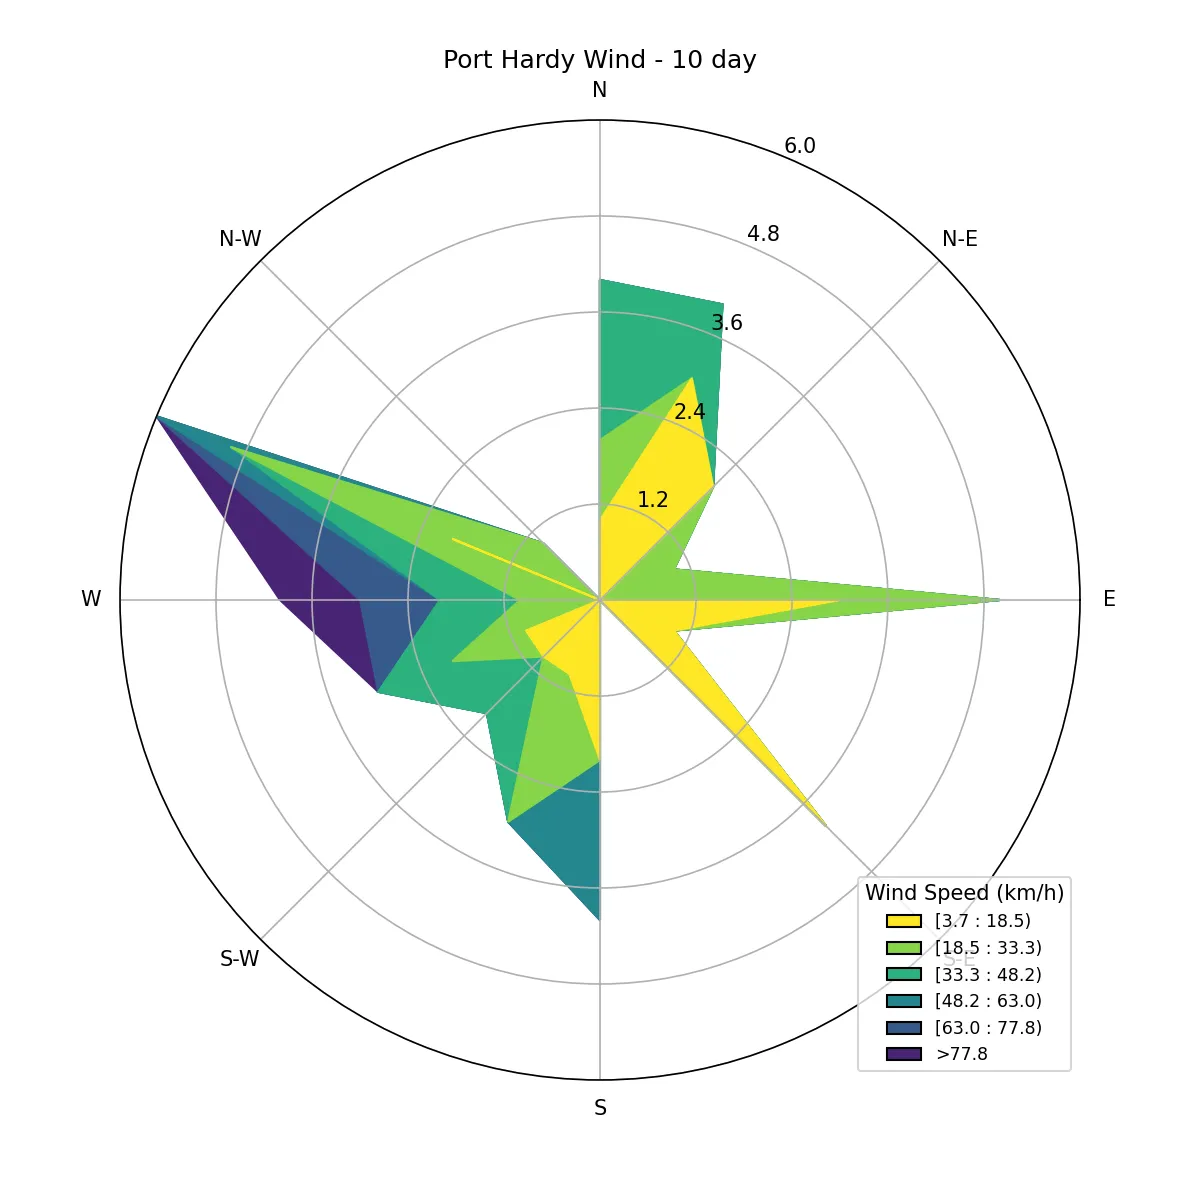 Port Hardy Wind - 10 day
N
6.0
N-W
4.8
N-E
3.6
2.4
1.2
W
E
Wind Speed (km/h)
[3.7 : 18.5)
[18.5 : 33.3)
S-W
S-E
[33.3 : 48.2)
[48.2 : 63.0)
[63.0 : 77.8)
>77.8
S